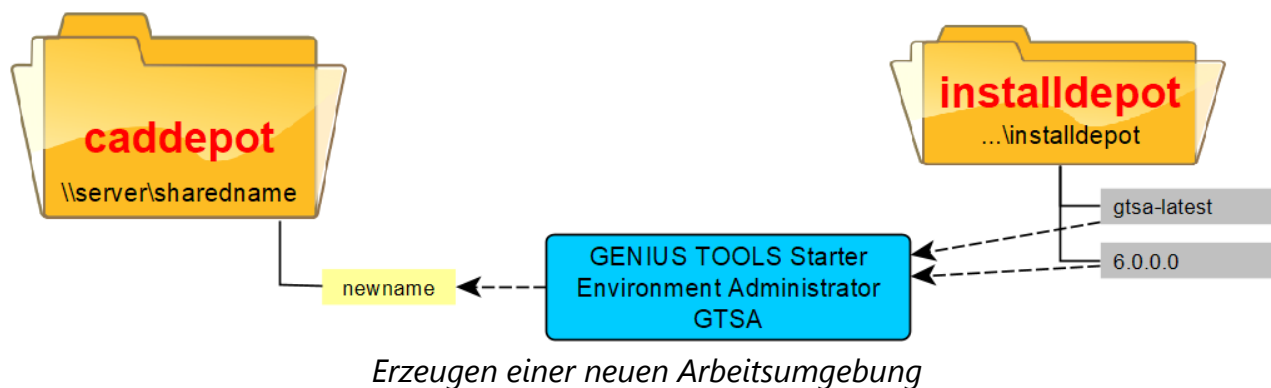 caddepot
\\server\sharedname
installdepot
...\installdepot
gtsa-latest
6.0.0.0
GENIUS TOOLS Starter
Environment Administrator
GTSA
newname
Erzeugen einer neuen Arbeitsumgebung